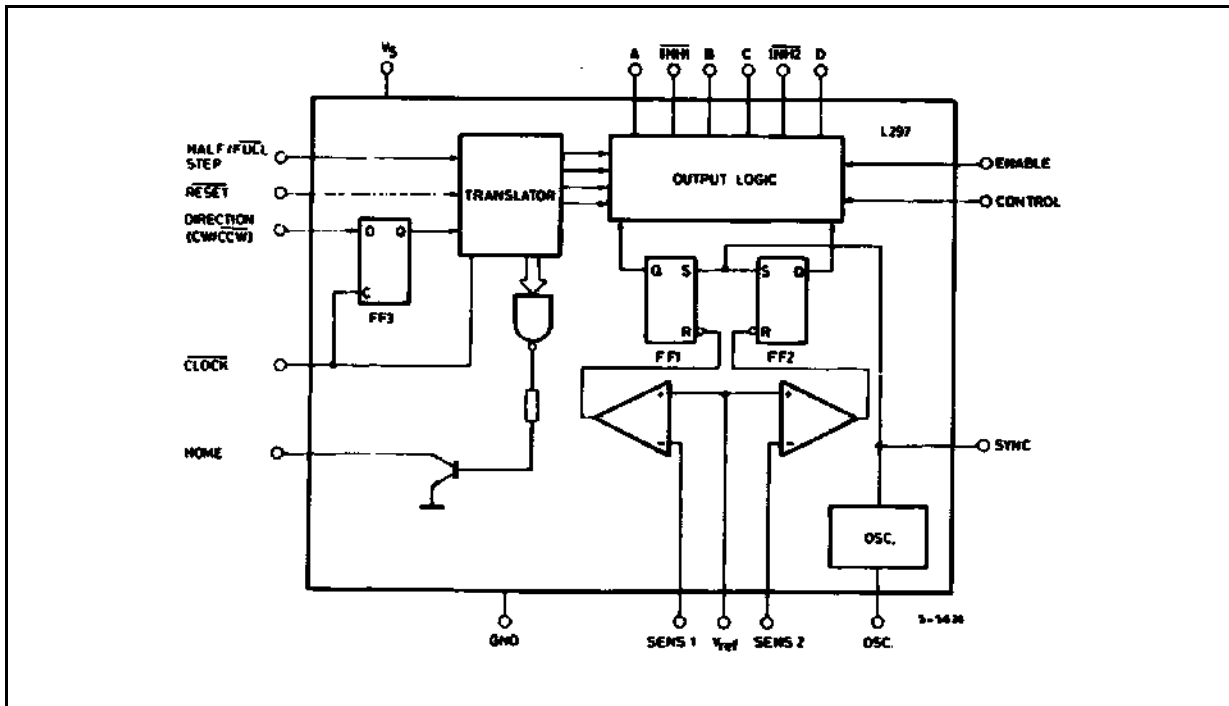 Vs
A INH1 B C INH2 D
L297
HALF/FULL
STEP
RESET
DIRECTION
(CW/CCW)
TRANSLATOR
OUTPUT LOGIC
ENABLE
CONTROL
D Q
C
FF3
Q S
R
FF1
S Q
R
FF2
CLOCK
+
-
+
-
HOME
SYNC
OSC.
GND
SENS 1
Vref
SENS 2
OSC.